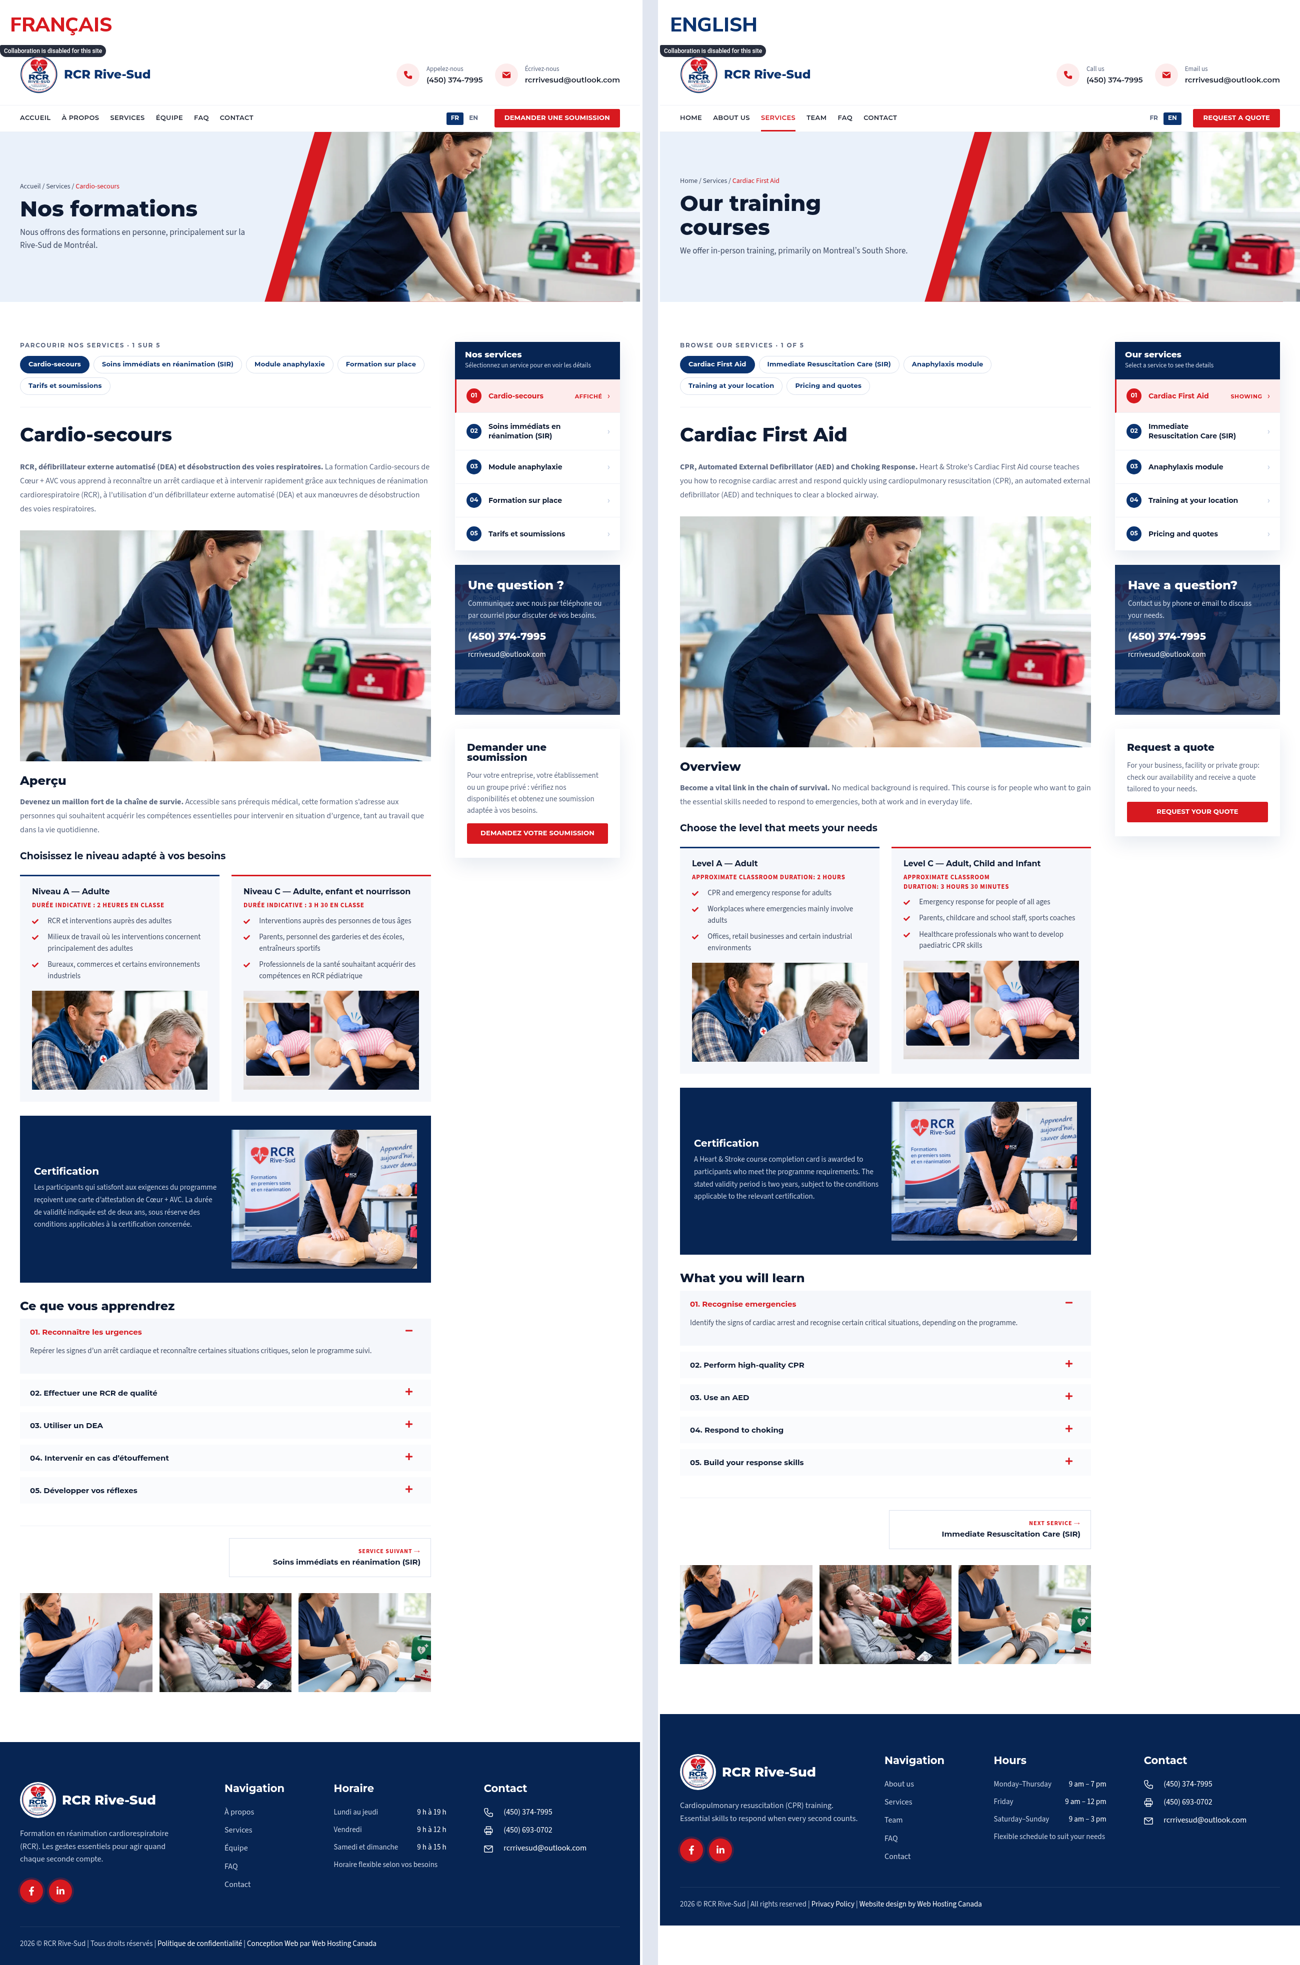 FRANÇAIS
Collaboration is disabled for this site
RCR Rive-Sud
Appelez-nous
(450) 374-7995
Écrivez-nous
rcrrivesud@outlook.com
ACCUEIL À PROPOS SERVICES ÉQUIPE FAQ CONTACT
FR EN
DEMANDER UNE SOUMISSION
Accueil / Services / Cardio-secours
Nos formations
Nous offrons des formations en personne, principalement sur la
Rive-Sud de Montréal.
PARCOURIR NOS SERVICES · 1 SUR 5
Cardio-secours
Soins immédiats en réanimation (SIR)
Module anaphylaxie
Formation sur place
Tarifs et soumissions
Cardio-secours
RCR, défibrillateur externe automatisé (DEA) et désobstruction des voies respiratoires. La formation Cardio-secours de
Cœur + AVC vous apprend à reconnaître un arrêt cardiaque et à intervenir rapidement grâce aux techniques de réanimation
cardiorespiratoire (RCR), à l'utilisation d'un défibrillateur externe automatisé (DEA) et aux manœuvres de désobstruction
des voies respiratoires.
Aperçu
Devenez un maillon fort de la chaîne de survie. Accessible sans prérequis médical, cette formation s'adresse aux
personnes qui souhaitent acquérir les compétences essentielles pour intervenir en situation d'urgence, tant au travail que
dans la vie quotidienne.
Choisissez le niveau adapté à vos besoins
Niveau A — Adulte
DURÉE INDICATIVE : 2 HEURES EN CLASSE
RCR et interventions auprès des adultes
Milieux de travail où les interventions concernent
principalement des adultes
Bureaux, commerces et certains environnements
industriels
Niveau C — Adulte, enfant et nourrisson
DURÉE INDICATIVE : 3 H 30 EN CLASSE
Interventions auprès des personnes de tous âges
Parents, personnel des garderies et des écoles,
entraîneurs sportifs
Professionnels de la santé souhaitant acquérir des
compétences en RCR pédiatrique
Certification
Les participants qui satisfont aux exigences du programme
reçoivent une carte d'attestation de Cœur + AVC. La durée
de validité indiquée est de deux ans, sous réserve des
conditions applicables à la certification concernée.
RCR
Rive-Sud
Formations
en premiers soins
et en réanimation
Apprendre
aujourd'hui,
sauver dema
Ce que vous apprendrez
01. Reconnaître les urgences
Repérer les signes d'un arrêt cardiaque et reconnaître certaines situations critiques, selon le programme suivi.
02. Effectuer une RCR de qualité
03. Utiliser un DEA
04. Intervenir en cas d'étouffement
05. Développer vos réflexes
SERVICE SUIVANT →
Soins immédiats en réanimation (SIR)
Nos services
Sélectionnez un service pour en voir les détails
01 Cardio-secours AFFICHÉ ›
02 Soins immédiats en
réanimation (SIR) ›
03 Module anaphylaxie ›
04 Formation sur place ›
05 Tarifs et soumissions ›
Une question ?
Communiquez avec nous par téléphone ou
par courriel pour discuter de vos besoins.
(450) 374-7995
rcrrivesud@outlook.com
Demander une
soumission
Pour votre entreprise, votre établissement
ou un groupe privé : vérifiez nos
disponibilités et obtenez une soumission
adaptée à vos besoins.
DEMANDEZ VOTRE SOUMISSION
RCR Rive-Sud
Formation en réanimation cardiorespiratoire
(RCR). Les gestes essentiels pour agir quand
chaque seconde compte.
Navigation
À propos
Services
Équipe
FAQ
Contact
Horaire
Lundi au jeudi 9 h à 19 h
Vendredi 9 h à 12 h
Samedi et dimanche 9 h à 15 h
Horaire flexible selon vos besoins
Contact
(450) 374-7995
(450) 693-0702
rcrrivesud@outlook.com
2026 © RCR Rive-Sud | Tous droits réservés | Politique de confidentialité | Conception Web par Web Hosting Canada
ENGLISH
Collaboration is disabled for this site
RCR Rive-Sud
Call us
(450) 374-7995
Email us
rcrrivesud@outlook.com
HOME ABOUT US SERVICES TEAM FAQ CONTACT
FR EN
REQUEST A QUOTE
Home / Services / Cardiac First Aid
Our training
courses
We offer in-person training, primarily on Montreal's South Shore.
BROWSE OUR SERVICES · 1 OF 5
Cardiac First Aid
Immediate Resuscitation Care (SIR)
Anaphylaxis module
Training at your location
Pricing and quotes
Cardiac First Aid
CPR, Automated External Defibrillator (AED) and Choking Response. Heart & Stroke's Cardiac First Aid course teaches
you how to recognise cardiac arrest and respond quickly using cardiopulmonary resuscitation (CPR), an automated external
defibrillator (AED) and techniques to clear a blocked airway.
Overview
Become a vital link in the chain of survival. No medical background is required. This course is for people who want to gain
the essential skills needed to respond to emergencies, both at work and in everyday life.
Choose the level that meets your needs
Level A — Adult
APPROXIMATE CLASSROOM DURATION: 2 HOURS
CPR and emergency response for adults
Workplaces where emergencies mainly involve
adults
Offices, retail businesses and certain industrial
environments
Level C — Adult, Child and Infant
APPROXIMATE CLASSROOM
DURATION: 3 HOURS 30 MINUTES
Emergency response for people of all ages
Parents, childcare and school staff, sports coaches
Healthcare professionals who want to develop
paediatric CPR skills
Certification
A Heart & Stroke course completion card is awarded to
participants who meet the programme requirements. The
stated validity period is two years, subject to the conditions
applicable to the relevant certification.
RCR
Rive-Sud
Formations
en premiers soins
et en réanimation
Apprendre
aujourd'hui,
sauver dema
What you will learn
01. Recognise emergencies
Identify the signs of cardiac arrest and recognise certain critical situations, depending on the programme.
02. Perform high-quality CPR
03. Use an AED
04. Respond to choking
05. Build your response skills
NEXT SERVICE →
Immediate Resuscitation Care (SIR)
Our services
Select a service to see the details
01 Cardiac First Aid SHOWING ›
02 Immediate
Resuscitation Care (SIR) ›
03 Anaphylaxis module ›
04 Training at your location ›
05 Pricing and quotes ›
Have a question?
Contact us by phone or email to discuss
your needs.
(450) 374-7995
rcrrivesud@outlook.com
Request a quote
For your business, facility or private group:
check our availability and receive a quote
tailored to your needs.
REQUEST YOUR QUOTE
RCR Rive-Sud
Cardiopulmonary resuscitation (CPR) training.
Essential skills to respond when every second counts.
Navigation
About us
Services
Team
FAQ
Contact
Hours
Monday–Thursday 9 am – 7 pm
Friday 9 am – 12 pm
Saturday–Sunday 9 am – 3 pm
Flexible schedule to suit your needs
Contact
(450) 374-7995
(450) 693-0702
rcrrivesud@outlook.com
2026 © RCR Rive-Sud | All rights reserved | Privacy Policy | Website design by Web Hosting Canada